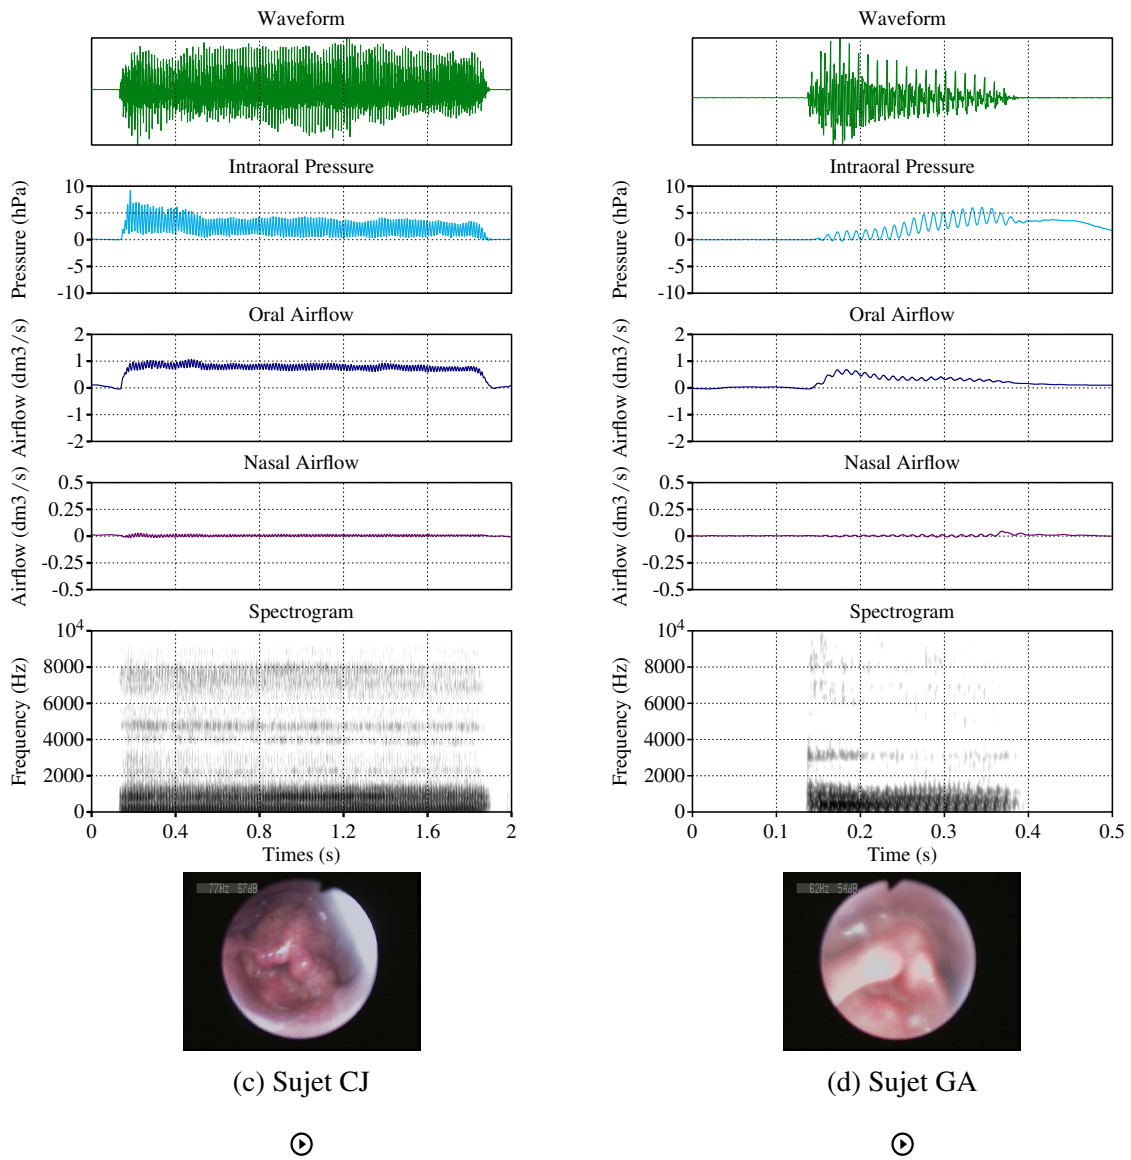 Waveform
Intraoral Pressure
Pressure (hPa)
10
5
0
-5
-10
Oral Airflow
Airflow (dm3/s)
2
1
0
-1
-2
Nasal Airflow
Airflow (dm3/s)
0.5
0.25
0
-0.25
-0.5
Spectrogram
Frequency (Hz)
10^4
8000
6000
4000
2000
0
0 0.4 0.8 1.2 1.6 2
Times (s)
77Hz 67dB
(c) Sujet CJ
Waveform
Intraoral Pressure
Pressure (hPa)
10
5
0
-5
-10
Oral Airflow
Airflow (dm3/s)
2
1
0
-1
-2
Nasal Airflow
Airflow (dm3/s)
0.5
0.25
0
-0.25
-0.5
Spectrogram
Frequency (Hz)
10^4
8000
6000
4000
2000
0
0 0.1 0.2 0.3 0.4 0.5
Time (s)
62Hz 54dB
(d) Sujet GA